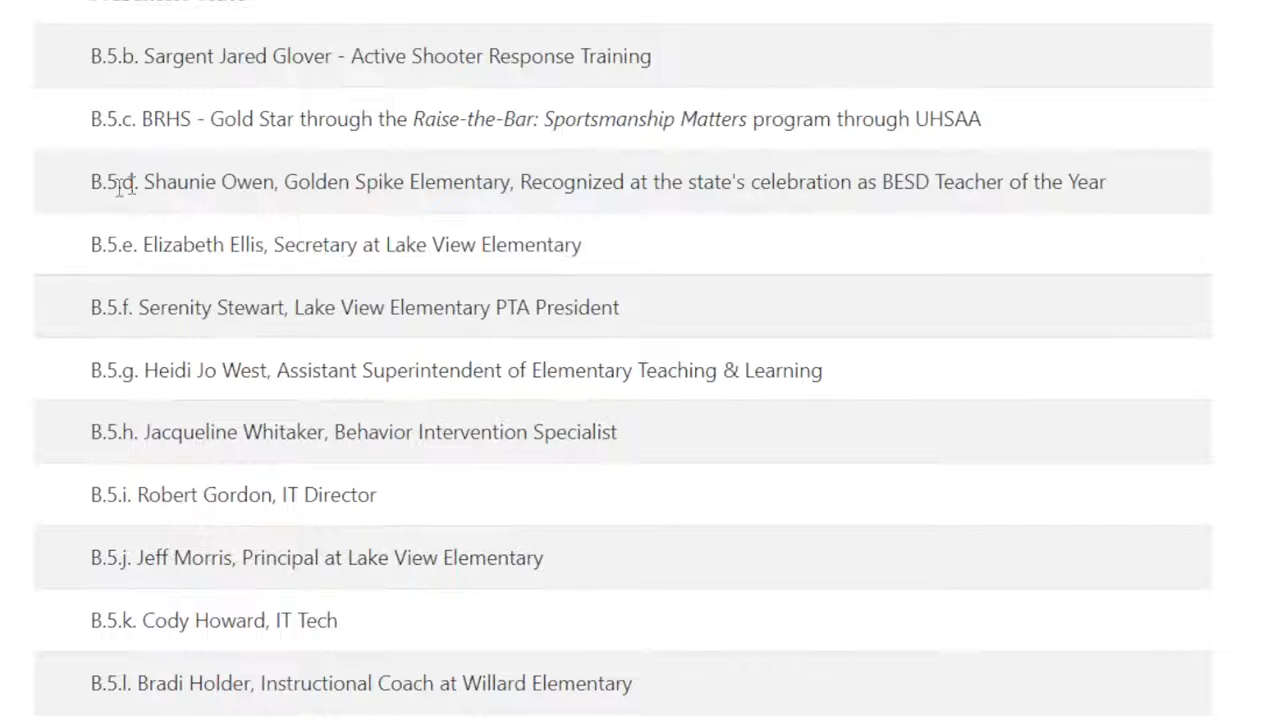 B.5.b. Sargent Jared Glover - Active Shooter Response Training
B.5.c. BRHS - Gold Star through the Raise-the-Bar: Sportsmanship Matters program through UHSAA
B.5.d. Shaunie Owen, Golden Spike Elementary, Recognized at the state's celebration as BESD Teacher of the Year
B.5.e. Elizabeth Ellis, Secretary at Lake View Elementary
B.5.f. Serenity Stewart, Lake View Elementary PTA President
B.5.g. Heidi Jo West, Assistant Superintendent of Elementary Teaching & Learning
B.5.h. Jacqueline Whitaker, Behavior Intervention Specialist
B.5.i. Robert Gordon, IT Director
B.5.j. Jeff Morris, Principal at Lake View Elementary
B.5.k. Cody Howard, IT Tech
B.5.l. Bradi Holder, Instructional Coach at Willard Elementary